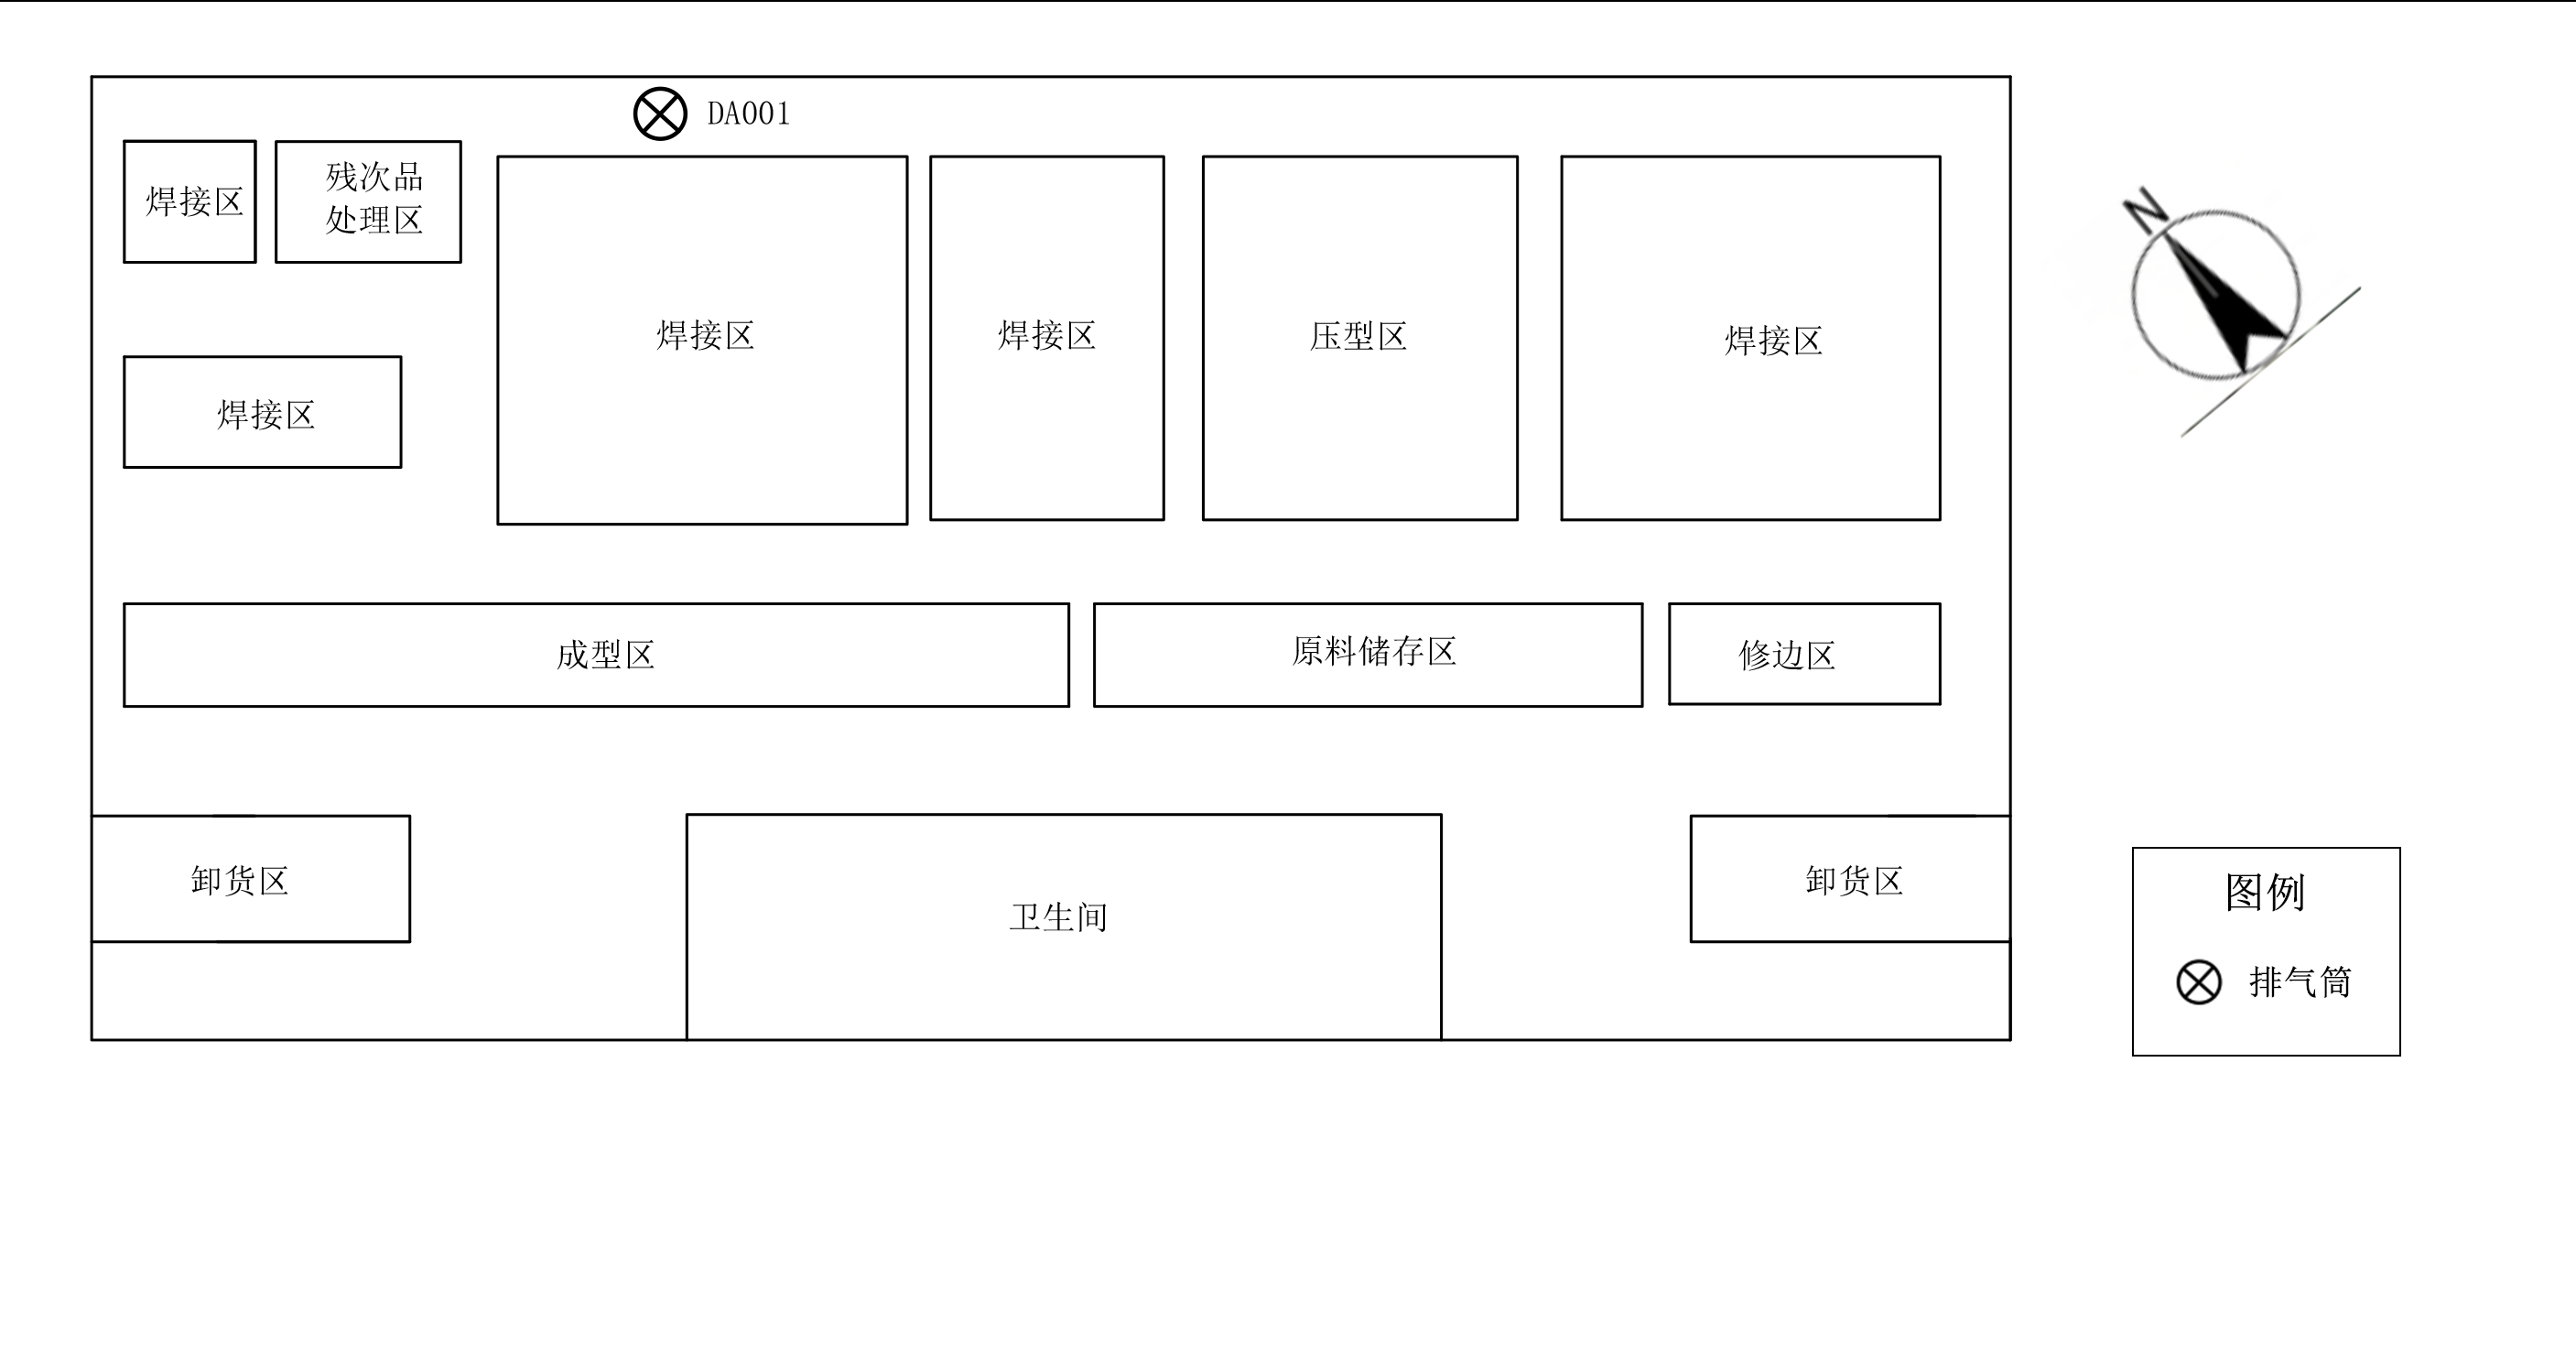 DA001
焊接区
残次品
处理区
焊接区
焊接区
压型区
焊接区
焊接区
成型区
原料储存区
修边区
卸货区
卫生间
卸货区
N
图例
排气筒